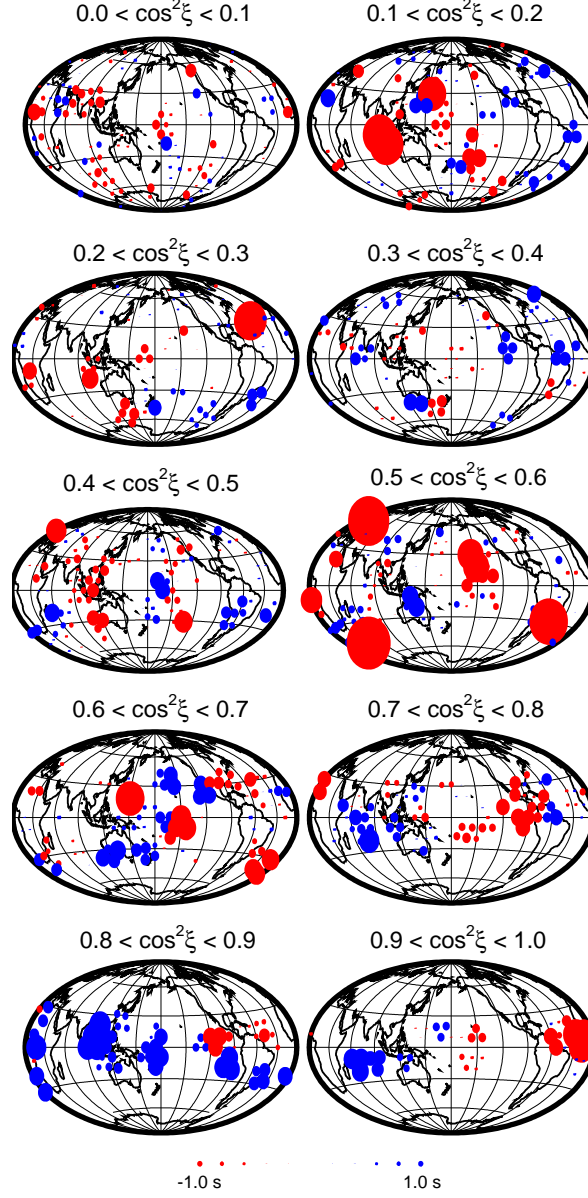 0.0 < cos²ξ < 0.1
0.1 < cos²ξ < 0.2
0.2 < cos²ξ < 0.3
0.3 < cos²ξ < 0.4
0.4 < cos²ξ < 0.5
0.5 < cos²ξ < 0.6
0.6 < cos²ξ < 0.7
0.7 < cos²ξ < 0.8
0.8 < cos²ξ < 0.9
0.9 < cos²ξ < 1.0
-1.0 s
1.0 s